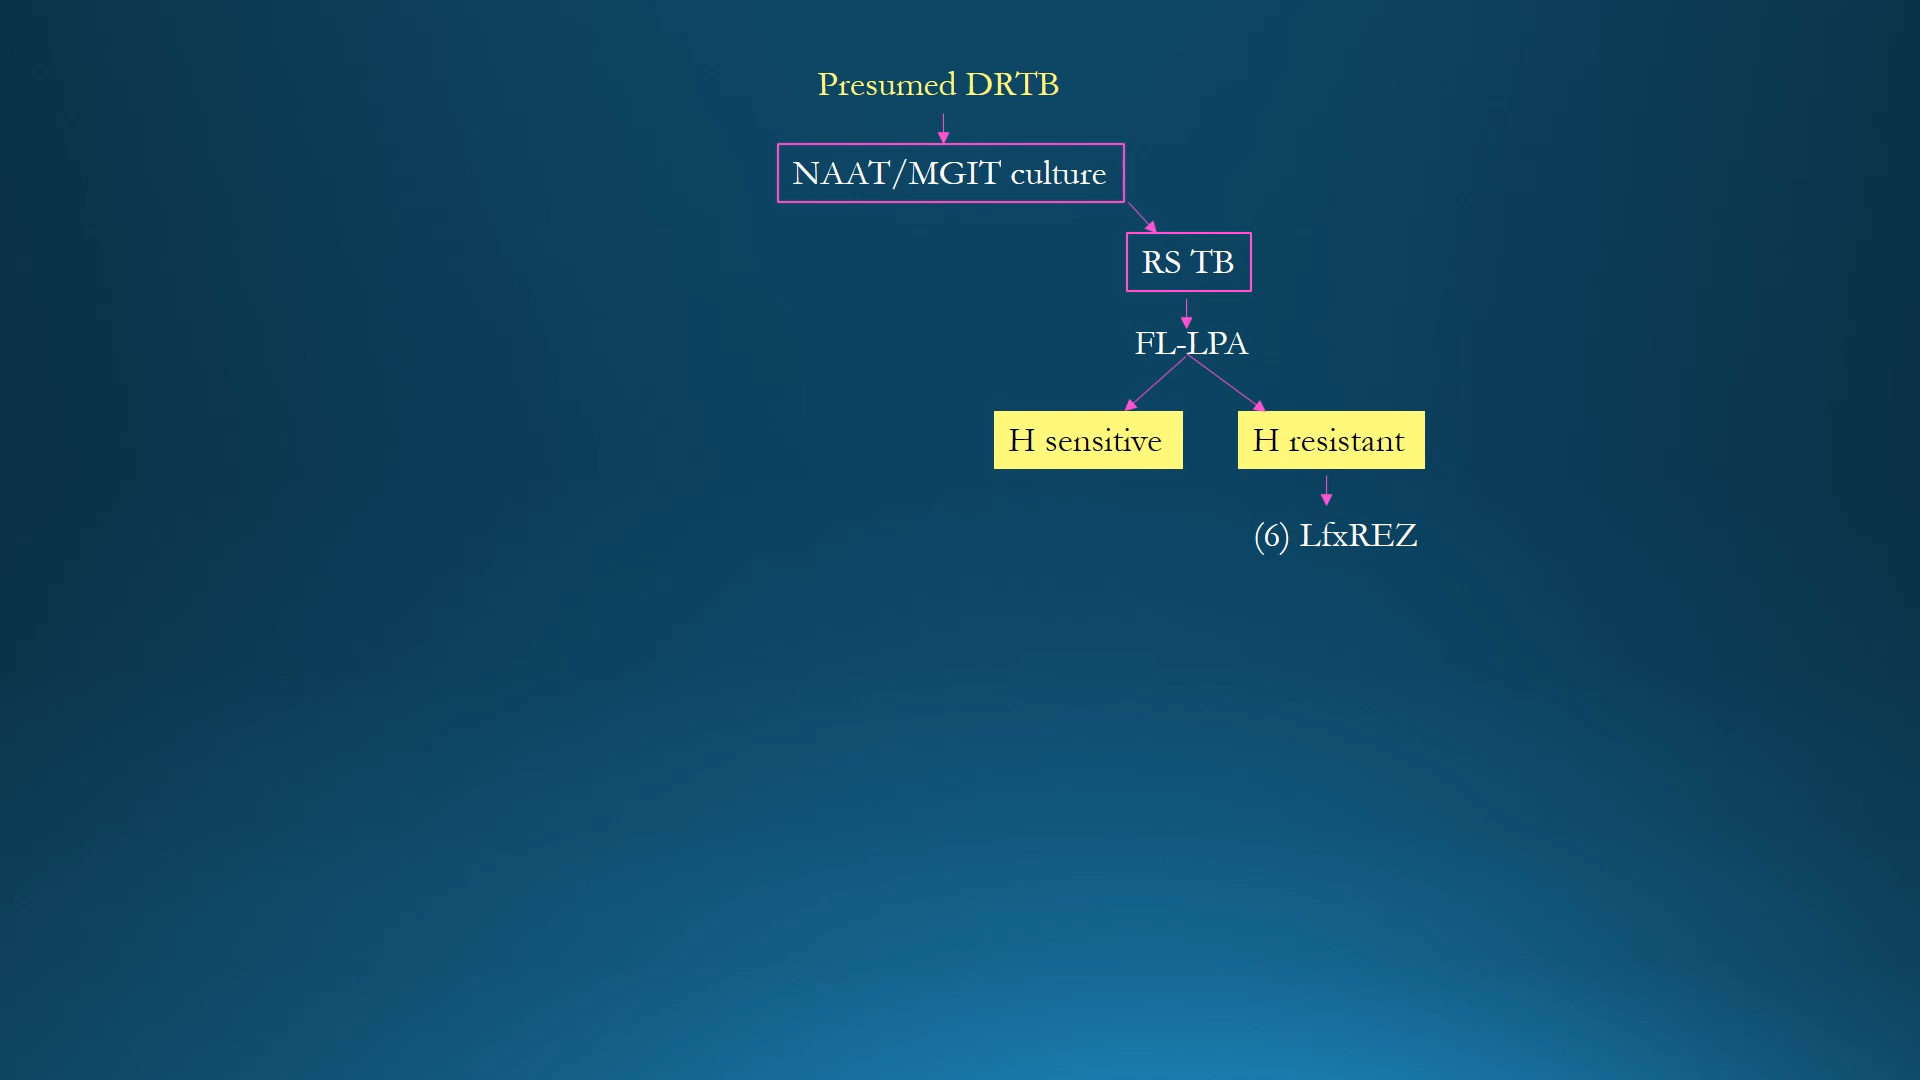 Presumed DRTB
NAAT/MGIT culture
RS TB
FL-LPA
H sensitive
H resistant
(6) LfxREZ